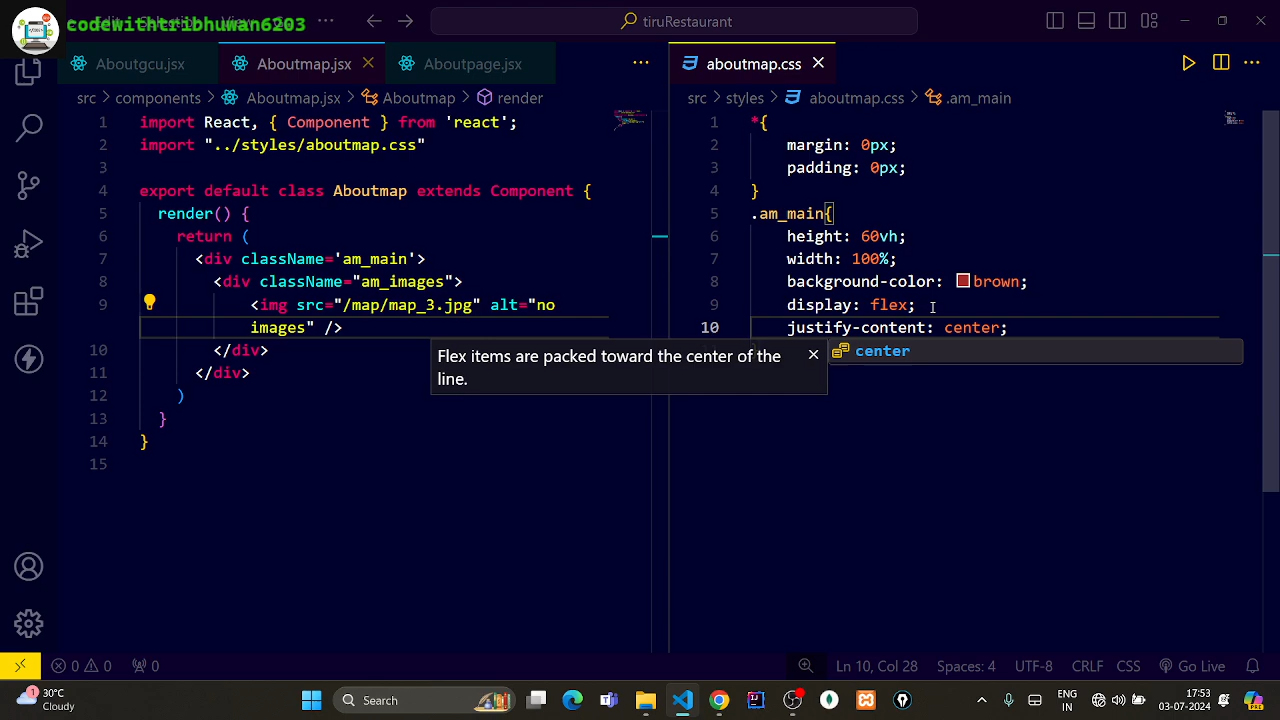 codewithtribhuwan6203
tiruRestaurant
Aboutgcu.jsx
Aboutmap.jsx
Aboutpage.jsx
aboutmap.css
src > components > Aboutmap.jsx > Aboutmap > render
src > styles > aboutmap.css > .am_main
1 import React, { Component } from 'react';
2 import "../styles/aboutmap.css"
3
4 export default class Aboutmap extends Component {
5 render() {
6 return (
7 <div className='am_main'>
8 <div className="am_images">
9 <img src="/map/map_3.jpg" alt="no
images" />
10 </div>
11 </div>
12 )
13 }
14 }
15
1 *{
2 margin: 0px;
3 padding: 0px;
4 }
5 .am_main{
6 height: 60vh;
7 width: 100%;
8 background-color: brown;
9 display: flex;
10 justify-content: center;
center
Flex items are packed toward the center of the
line.
0 0 0
Ln 10, Col 28 Spaces: 4 UTF-8 CRLF CSS Go Live
1 30°C
Cloudy
Search
ENG
IN
17:53
03-07-2024
PRE